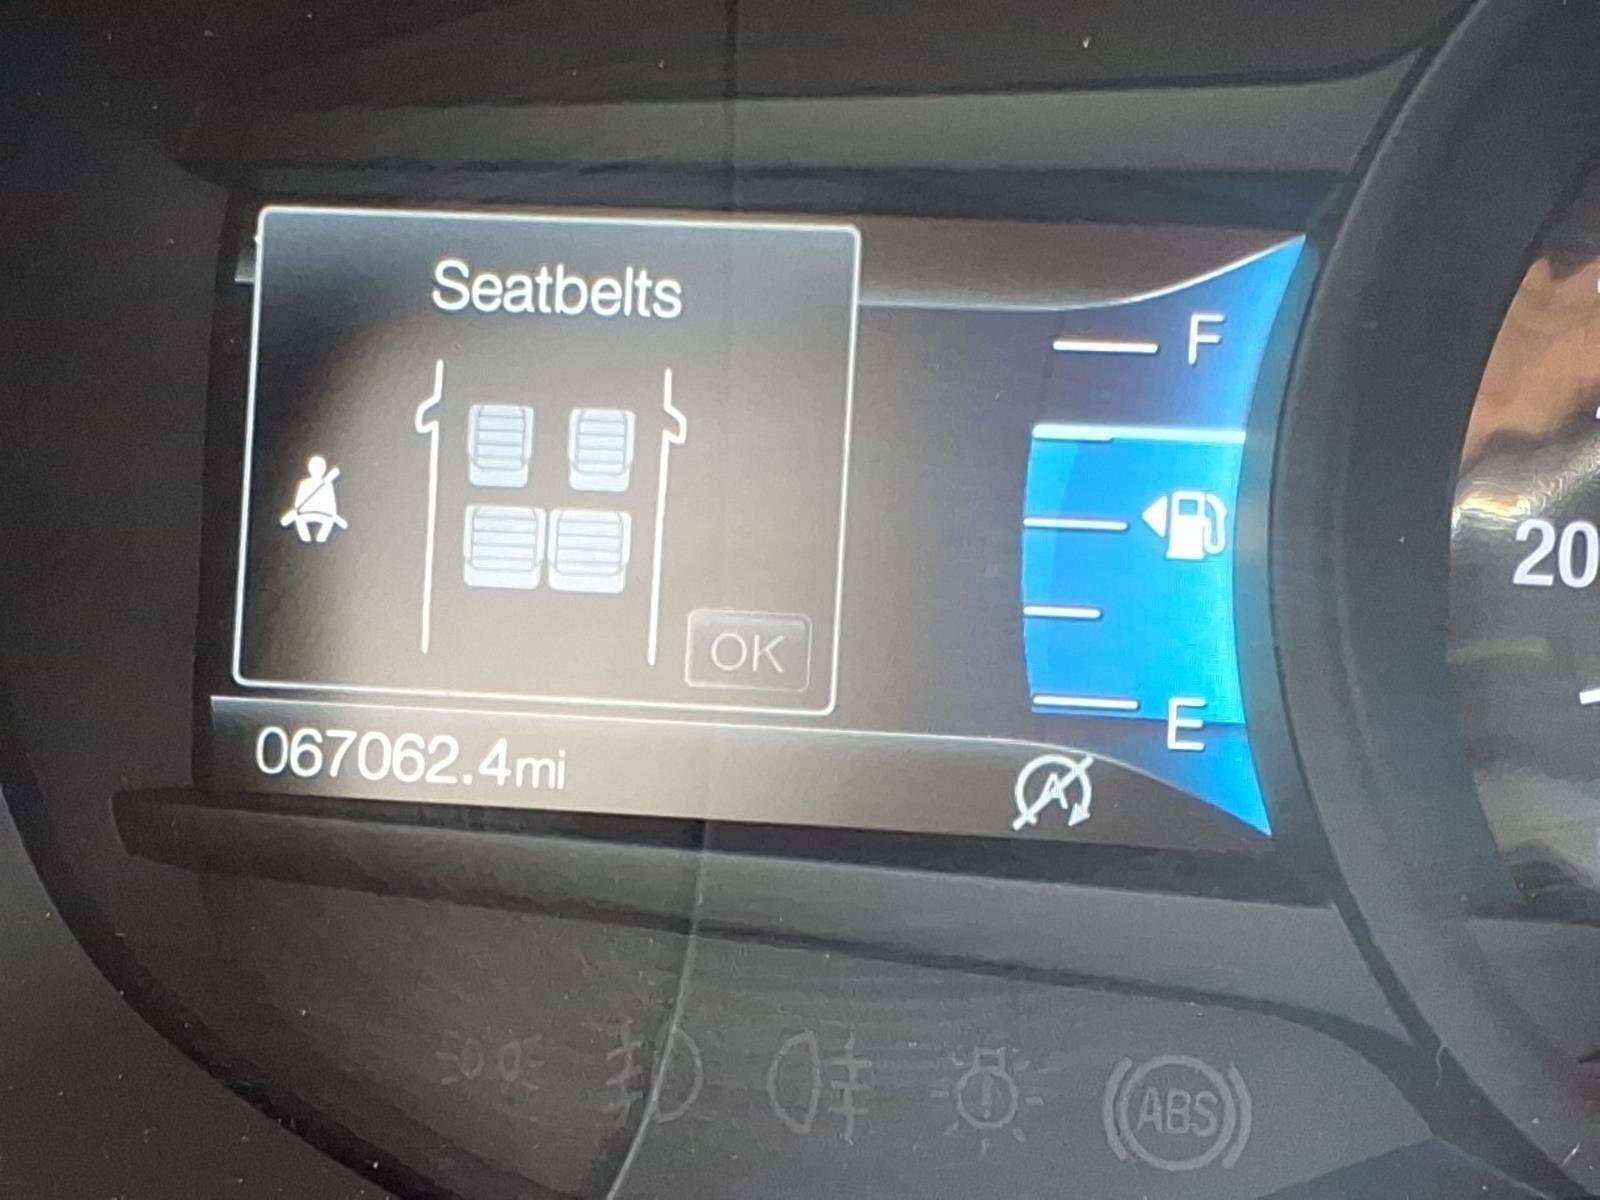 Seatbelts
F
20
OK
E
067062.4mi
A
ABS